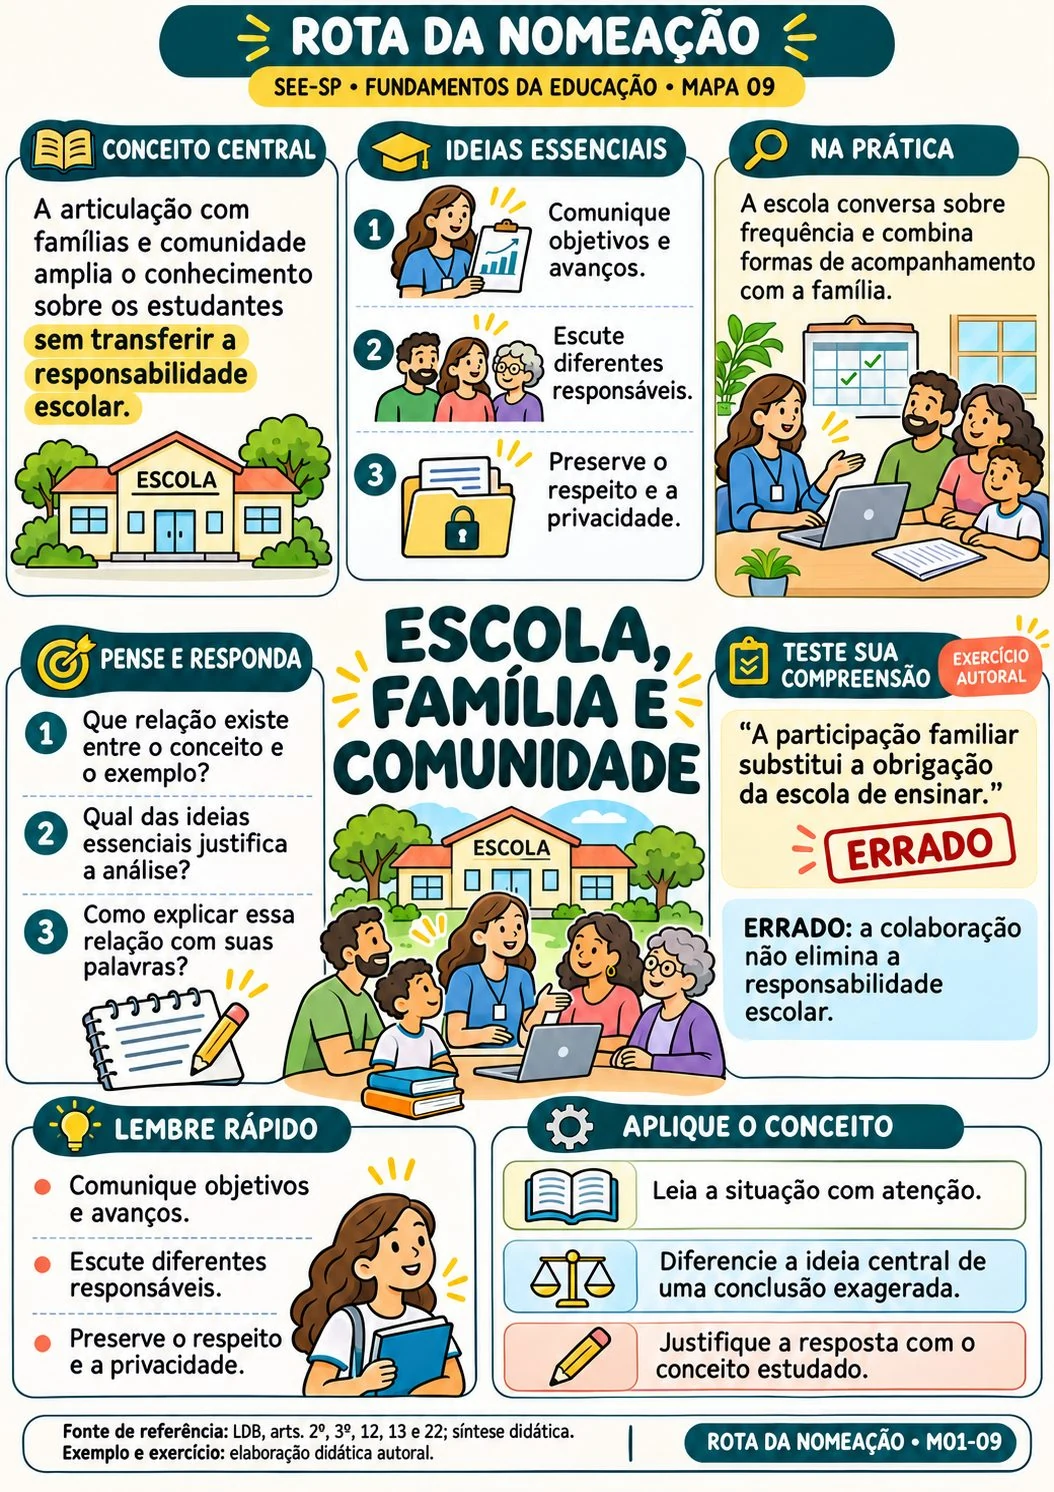 ROTA DA NOMEAÇÃO
SEE-SP • FUNDAMENTOS DA EDUCAÇÃO • MAPA 09
CONCEITO CENTRAL
A articulação com
famílias e comunidade
amplia o conhecimento
sobre os estudantes
sem transferir a
responsabilidade
escolar.
ESCOLA
IDEIAS ESSENCIAIS
1
Comunique
objetivos e
avanços.
2
Escute
diferentes
responsáveis.
3
Preserve o
respeito e a
privacidade.
NA PRÁTICA
A escola conversa sobre
frequência e combina
formas de acompanhamento
com a família.
PENSE E RESPONDA
1
Que relação existe
entre o conceito e
o exemplo?
2
Qual das ideias
essenciais justifica
a análise?
3
Como explicar essa
relação com suas
palavras?
ESCOLA,
FAMÍLIA E
COMUNIDADE
ESCOLA
TESTE SUA
COMPREENSÃO
EXERCÍCIO
AUTORAL
“A participação familiar
substitui a obrigação
da escola de ensinar.”
ERRADO
ERRADO: a colaboração
não elimina a
responsabilidade
escolar.
LEMBRE RÁPIDO
• Comunique objetivos
e avanços.
• Escute diferentes
responsáveis.
• Preserve o respeito
e a privacidade.
APLIQUE O CONCEITO
Leia a situação com atenção.
Diferencie a ideia central de
uma conclusão exagerada.
Justifique a resposta com o
conceito estudado.
Fonte de referência: LDB, arts. 2º, 3º, 12, 13 e 22; síntese didática.
Exemplo e exercício: elaboração didática autoral.
ROTA DA NOMEAÇÃO • M01-09